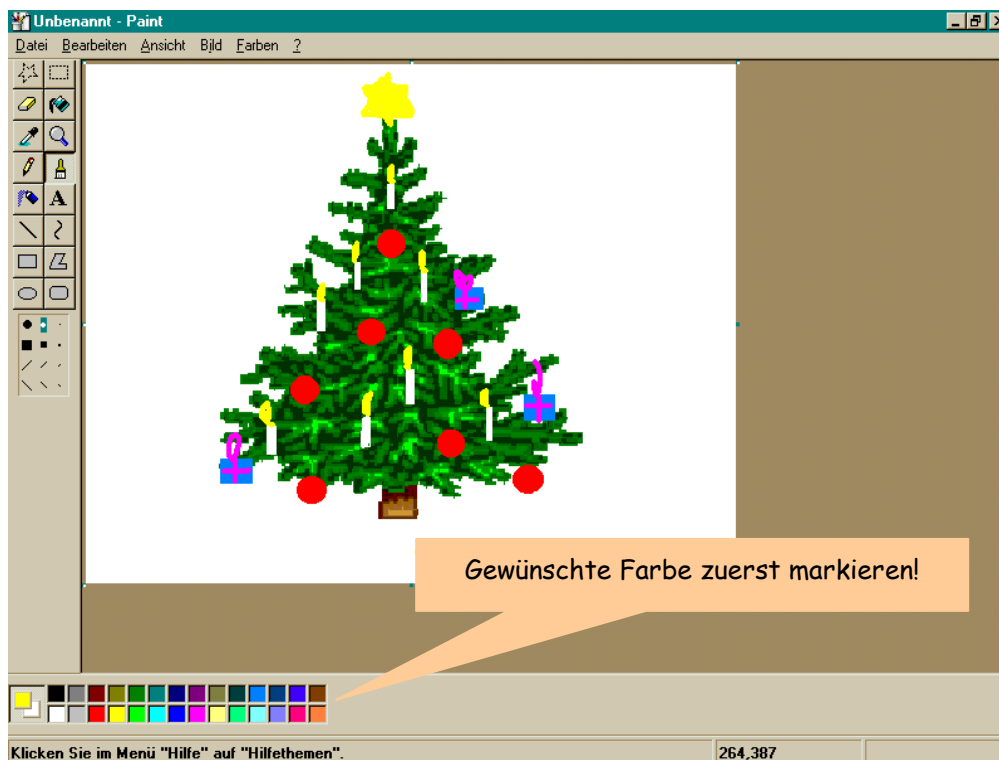 Unbenannt - Paint
Datei Bearbeiten Ansicht Bild Farben ?
A
Gewünschte Farbe zuerst markieren!
Klicken Sie im Menü "Hilfe" auf "Hilfethemen".
264,387